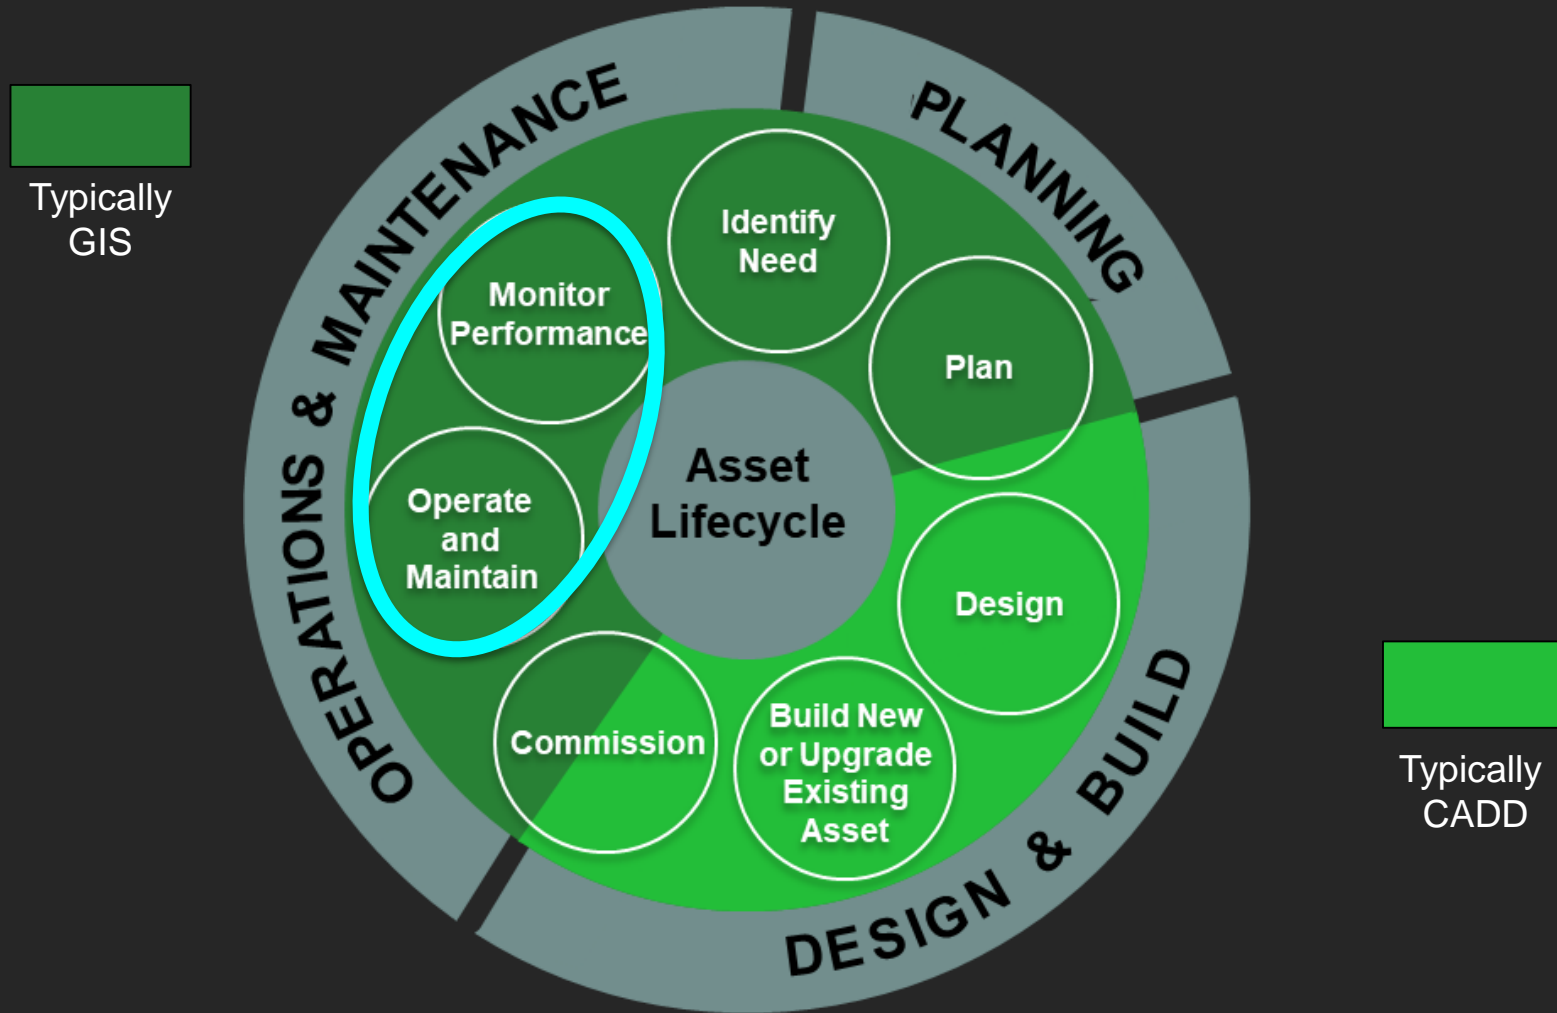 Typically
GIS
OPERATIONS & MAINTENANCE
PLANNING
DESIGN & BUILD
Identify
Need
Plan
Design
Build New
or Upgrade
Existing
Asset
Commission
Operate
and
Maintain
Monitor
Performance
Asset
Lifecycle
Typically
CADD